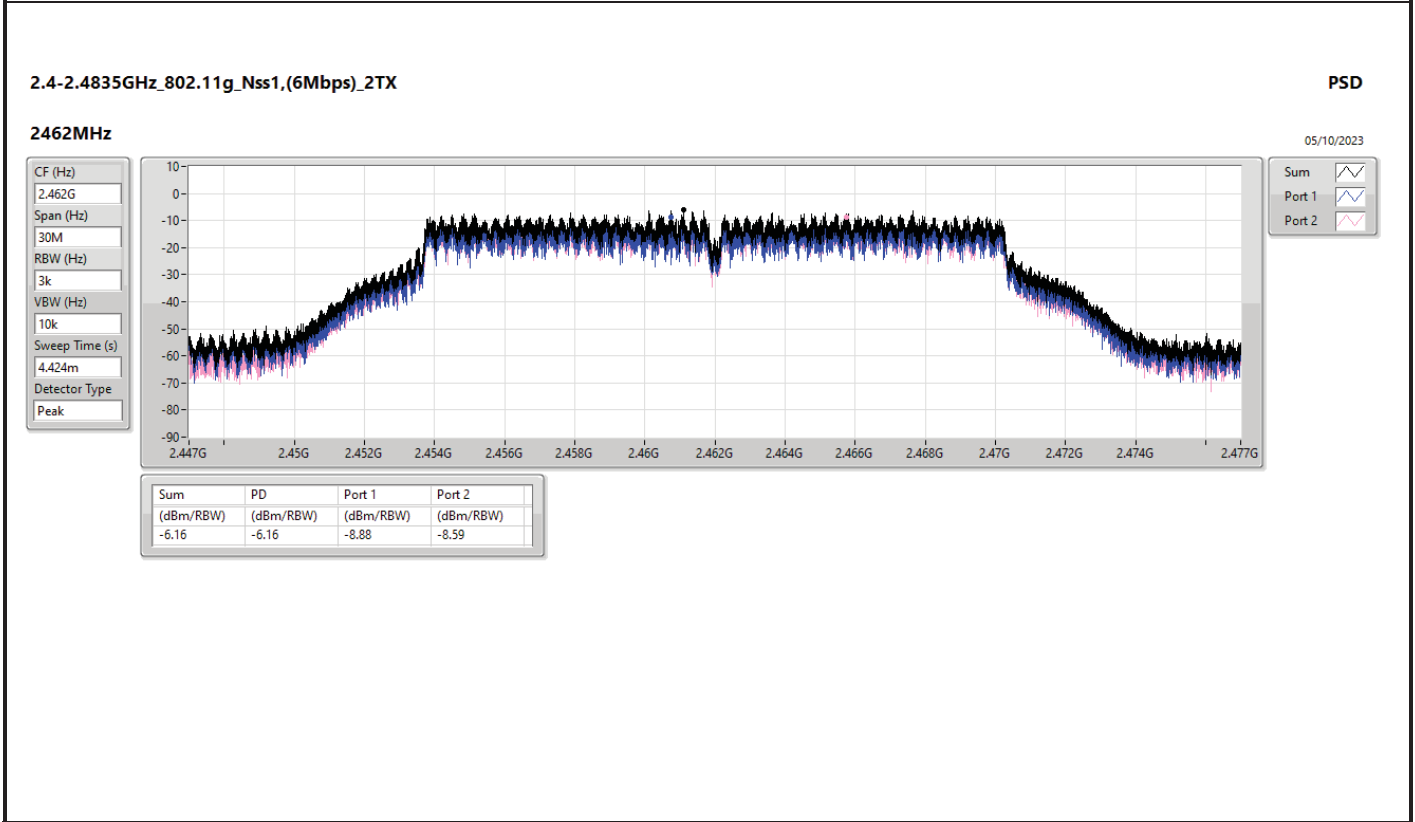 2.4-2.4835GHz_802.11g_Nss1,(6Mbps)_2TX
PSD
2462MHz
05/10/2023
CF (Hz)
2.462G
Span (Hz)
30M
RBW (Hz)
3k
VBW (Hz)
10k
Sweep Time (s)
4.424m
Detector Type
Peak
10
0
-10
-20
-30
-40
-50
-60
-70
-80
-90
2.447G 2.45G 2.452G 2.454G 2.456G 2.458G 2.46G 2.462G 2.464G 2.466G 2.468G 2.47G 2.472G 2.474G 2.477G
Sum
Port 1
Port 2
Sum PD Port 1 Port 2
(dBm/RBW) (dBm/RBW) (dBm/RBW) (dBm/RBW)
-6.16 -6.16 -8.88 -8.59